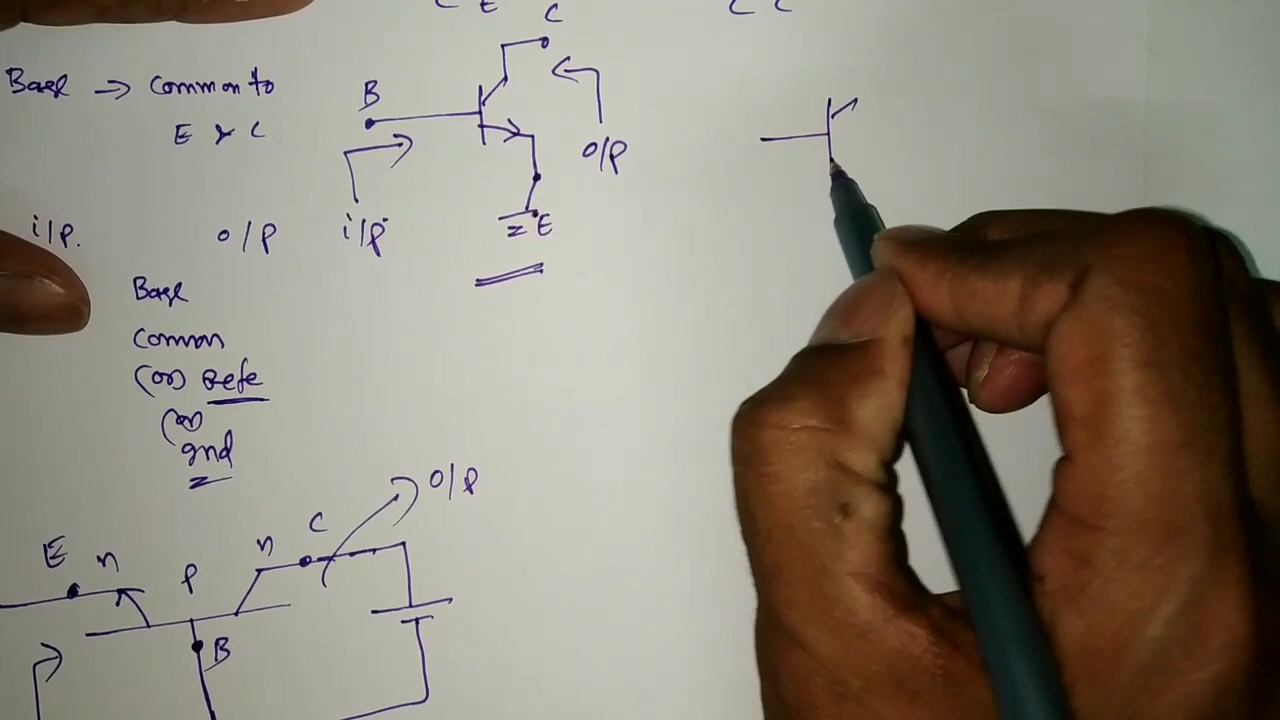 C E
C C
C
Base → Common to
E & C
B
o/p
i/p.
o/p
i/p
E
Base
Common
(or) refe
(or)
gnd
o/p
E n
p
n
C
B